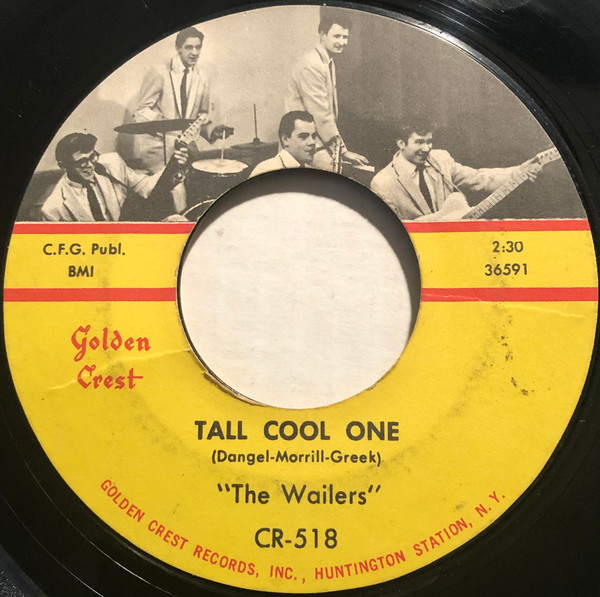 C.F.G. Publ.
BMI
2:30
36591
Golden
Crest
TALL COOL ONE
(Dangel-Morrill-Greek)
"The Wailers"
CR-518
GOLDEN CREST RECORDS, INC., HUNTINGTON STATION, N.Y.